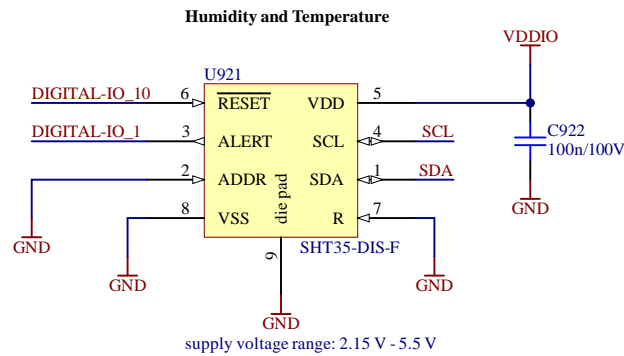 Humidity and Temperature
VDDIO
U921
DIGITAL-IO_10 6 RESET VDD 5
DIGITAL-IO_1 3 ALERT SCL 4 SCL
C922
100n/100V
2 ADDR SDA 1 SDA
8 VSS die pad R 7
GND
GND
SHT35-DIS-F
9
GND
GND
GND
supply voltage range: 2.15 V - 5.5 V